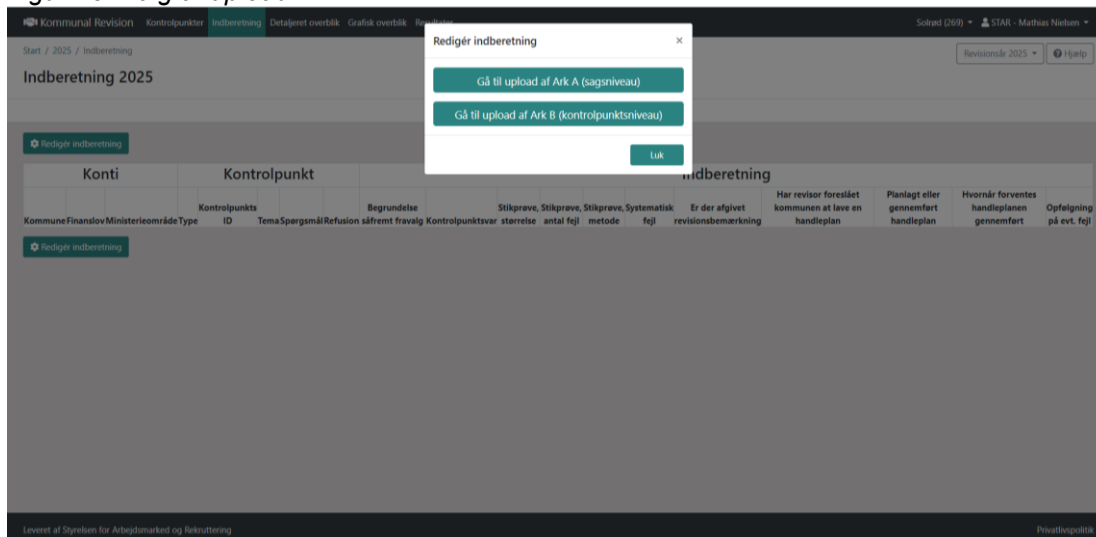 Kommunal Revision Kontrolpunkter Indberetning Detaljeret overblik Grafisk overblik Solrød (269) STAR - Mathias Nielsen
Start / 2025 / Indberetning
Revisionsår 2025 Hjælp
Indberetning 2025
Redigér indberetning ×
Gå til upload af Ark A (sagsniveau)
Gå til upload af Ark B (kontrolpunktsniveau)
Luk
Redigér indberetning
Konti Kontrolpunkt Indberetning
Kommune Finanslov Ministerieområde Type Kontrolpunkts ID Tema Spørgsmål Refusion Begrundelse såfremt fravalg Kontrolpunktsvar Stikprøve, størrelse Stikprøve, antal fejl Stikprøve, metode Systematisk fejl Er der afgivet revisionsbemærkning Har revisor foreslået kommunen at lave en handleplan Planlagt eller gennemført handleplan Hvornår forventes handleplanen gennemført Opfølgning på evt. fejl
Redigér indberetning
Leveret af Styrelsen for Arbejdsmarked og Rekruttering Privatlivspolitik